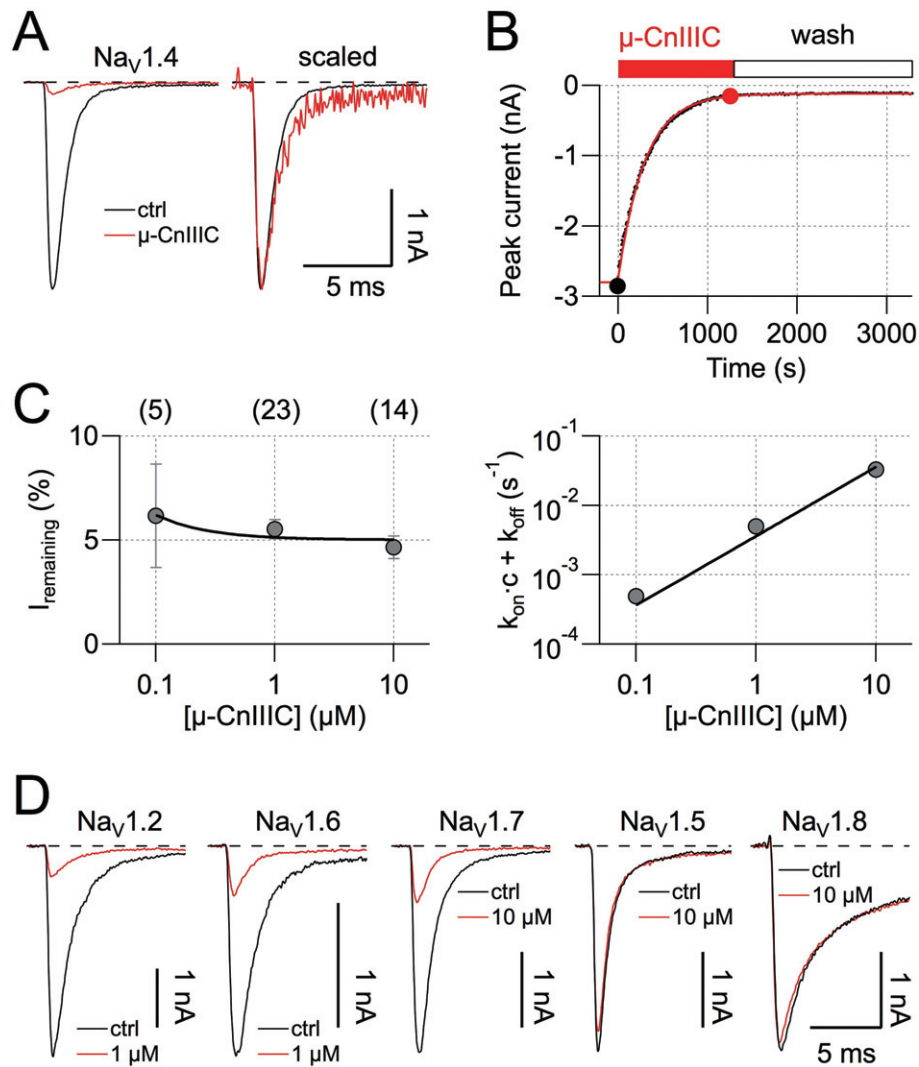 A
Nav1.4
scaled
ctrl
μ-CnIIIC
1 nA
5 ms
B
μ-CnIIIC
wash
Peak current (nA)
0
-1
-2
-3
0
1000
2000
3000
Time (s)
C
(5)
(23)
(14)
Iremaining (%)
10
5
0
0.1
1
10
[μ-CnIIIC] (μM)
kon·c + koff (s-1)
10-1
10-2
10-3
10-4
0.1
1
10
[μ-CnIIIC] (μM)
D
Nav1.2
Nav1.6
Nav1.7
Nav1.5
Nav1.8
ctrl
1 μM
1 nA
ctrl
1 μM
1 nA
ctrl
10 μM
1 nA
ctrl
10 μM
1 nA
ctrl
10 μM
1 nA
5 ms